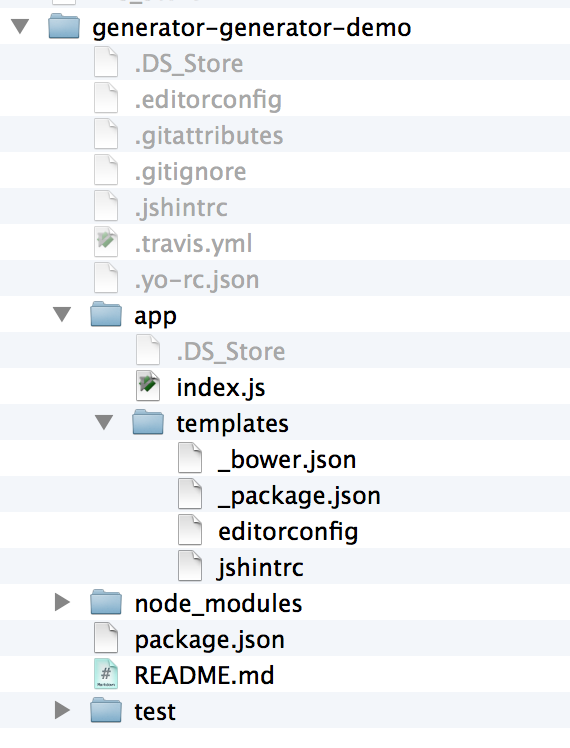 generator-generator-demo
.DS_Store
.editorconfig
.gitattributes
.gitignore
.jshintrc
.travis.yml
.yo-rc.json
app
.DS_Store
index.js
templates
_bower.json
_package.json
editorconfig
jshintrc
node_modules
package.json
README.md
test